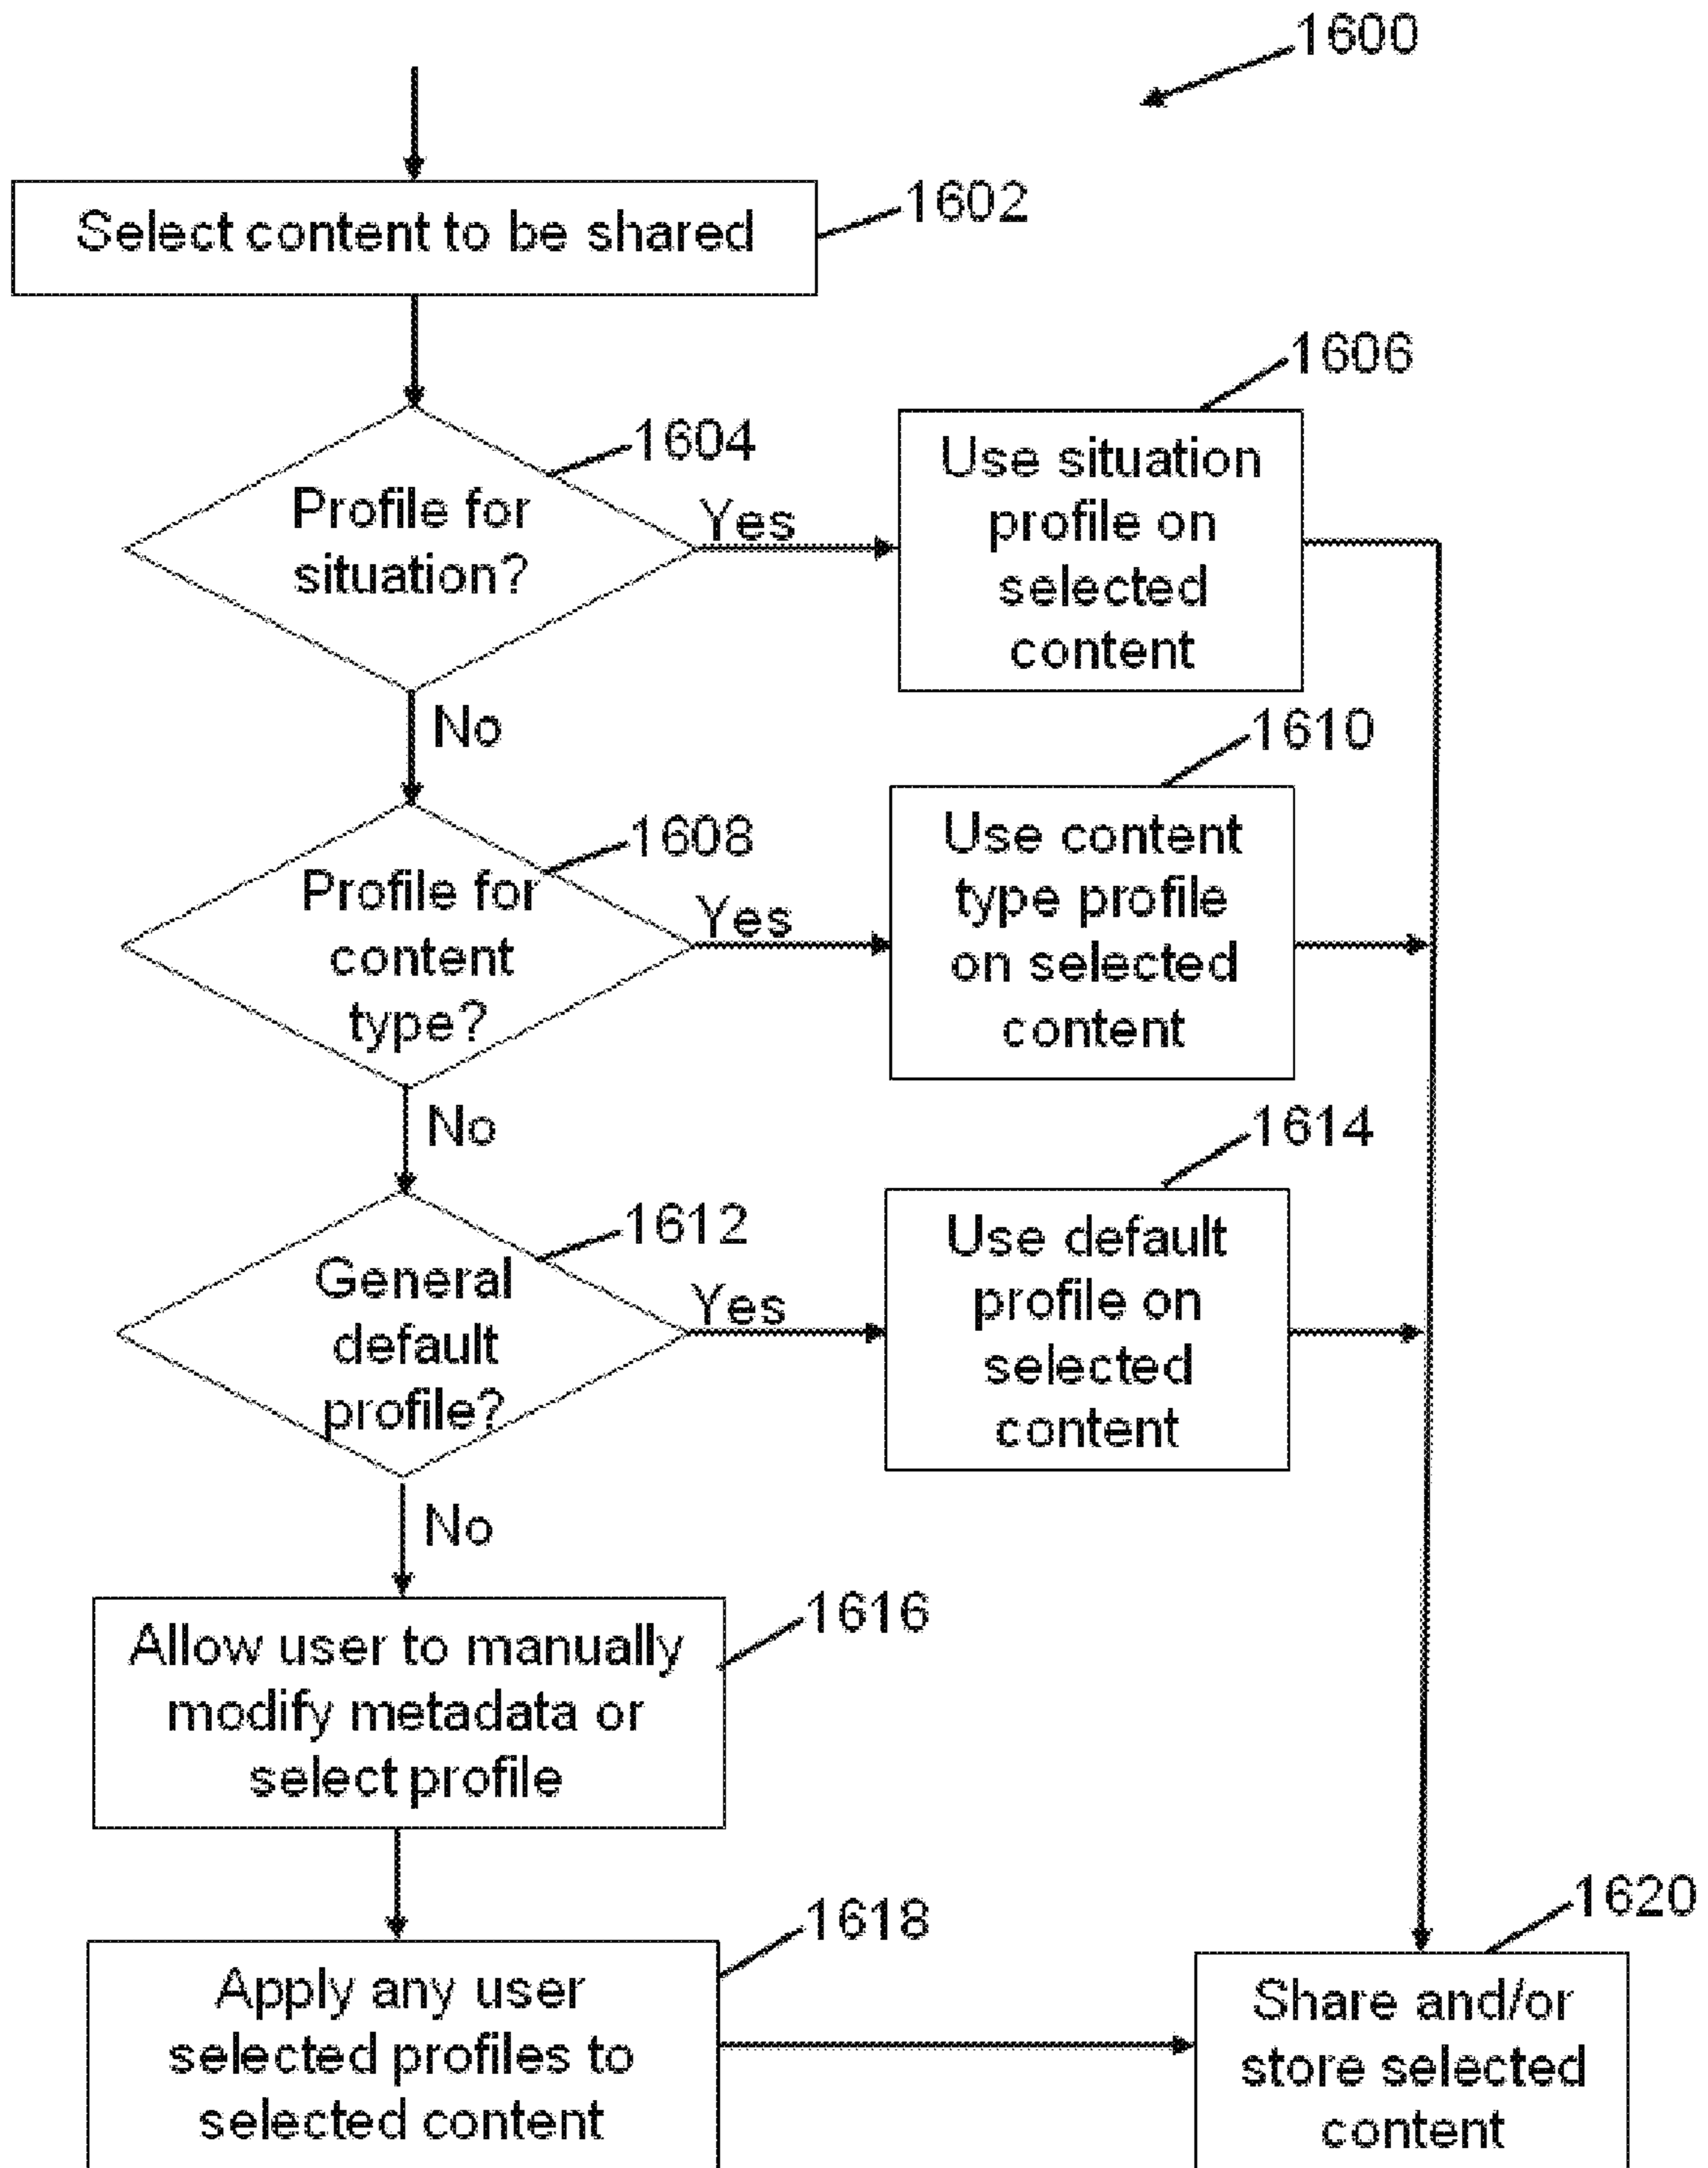 1600
Select content to be shared
1602
Profile for
situation?
1604
Yes
Use situation
profile on
selected
content
1606
No
Profile for
content
type?
1608
Yes
Use content
type profile
on selected
content
1610
No
General
default
profile?
1612
Yes
Use default
profile on
selected
content
1614
No
Allow user to manually
modify metadata or
select profile
1616
Apply any user
selected profiles to
selected content
1618
Share and/or
store selected
content
1620